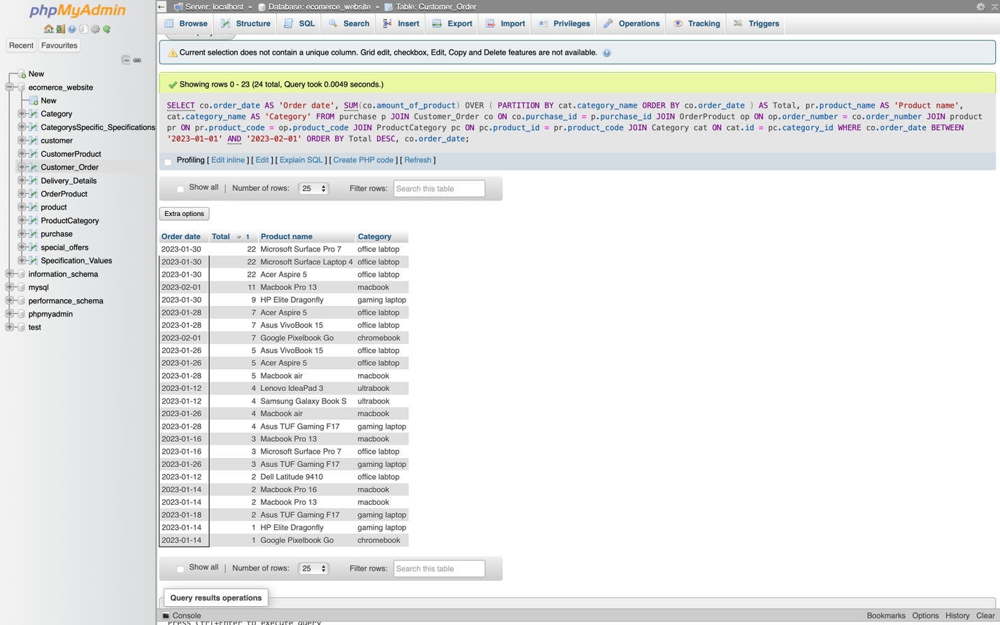 phpMyAdmin
Recent Favourites
New
ecomerce_website
New
Category
CategorysSpecific_Specifications
customer
CustomerProduct
Customer_Order
Delivery_Details
OrderProduct
product
ProductCategory
purchase
special_offers
Specification_Values
information_schema
mysql
performance_schema
phpmyadmin
test
Server: localhost » Database: ecomerce_website » Table: Customer_Order
Browse Structure SQL Search Insert Export Import Privileges Operations Tracking Triggers
Current selection does not contain a unique column. Grid edit, checkbox, Edit, Copy and Delete features are not available.
Showing rows 0 - 23 (24 total, Query took 0.0049 seconds.)
SELECT co.order_date AS 'Order date', SUM(co.amount_of_product) OVER ( PARTITION BY cat.category_name ORDER BY co.order_date ) AS Total, pr.product_name AS 'Product name',
cat.category_name AS 'Category' FROM purchase p JOIN Customer_Order co ON co.purchase_id = p.purchase_id JOIN OrderProduct op ON op.order_number = co.order_number JOIN product
pr ON pr.product_code = op.product_code JOIN ProductCategory pc ON pc.product_id = pr.product_code JOIN Category cat ON cat.id = pc.category_id WHERE co.order_date BETWEEN
'2023-01-01' AND '2023-02-01' ORDER BY Total DESC, co.order_date;
Profiling [ Edit inline ] [ Edit ] [ Explain SQL ] [ Create PHP code ] [ Refresh ]
Show all | Number of rows: 25 Filter rows: Search this table
Extra options
Order date Total 1 Product name Category
2023-01-30 22 Microsoft Surface Pro 7 office labtop
2023-01-30 22 Microsoft Surface Laptop 4 office labtop
2023-01-30 22 Acer Aspire 5 office labtop
2023-02-01 11 Macbook Pro 13 macbook
2023-01-30 9 HP Elite Dragonfly gaming laptop
2023-01-28 7 Acer Aspire 5 office labtop
2023-01-28 7 Asus VivoBook 15 office labtop
2023-02-01 7 Google Pixelbook Go chromebook
2023-01-26 5 Asus VivoBook 15 office labtop
2023-01-26 5 Acer Aspire 5 office labtop
2023-01-28 5 Macbook air macbook
2023-01-12 4 Lenovo IdeaPad 3 ultrabook
2023-01-12 4 Samsung Galaxy Book S ultrabook
2023-01-26 4 Macbook air macbook
2023-01-28 4 Asus TUF Gaming F17 gaming laptop
2023-01-16 3 Macbook Pro 13 macbook
2023-01-16 3 Microsoft Surface Pro 7 office labtop
2023-01-26 3 Asus TUF Gaming F17 gaming laptop
2023-01-12 2 Dell Latitude 9410 office labtop
2023-01-14 2 Macbook Pro 16 macbook
2023-01-14 2 Macbook Pro 13 macbook
2023-01-18 2 Asus TUF Gaming F17 gaming laptop
2023-01-14 1 HP Elite Dragonfly gaming laptop
2023-01-14 1 Google Pixelbook Go chromebook
Show all | Number of rows: 25 Filter rows: Search this table
Query results operations
Console Bookmarks Options History Clear
Press Ctrl+Enter to execute query